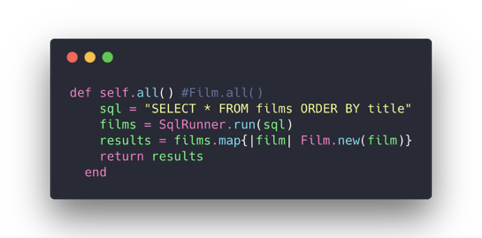 def self.all() #Film.all()
    sql = "SELECT * FROM films ORDER BY title"
    films = SqlRunner.run(sql)
    results = films.map{|film| Film.new(film)}
    return results
  end